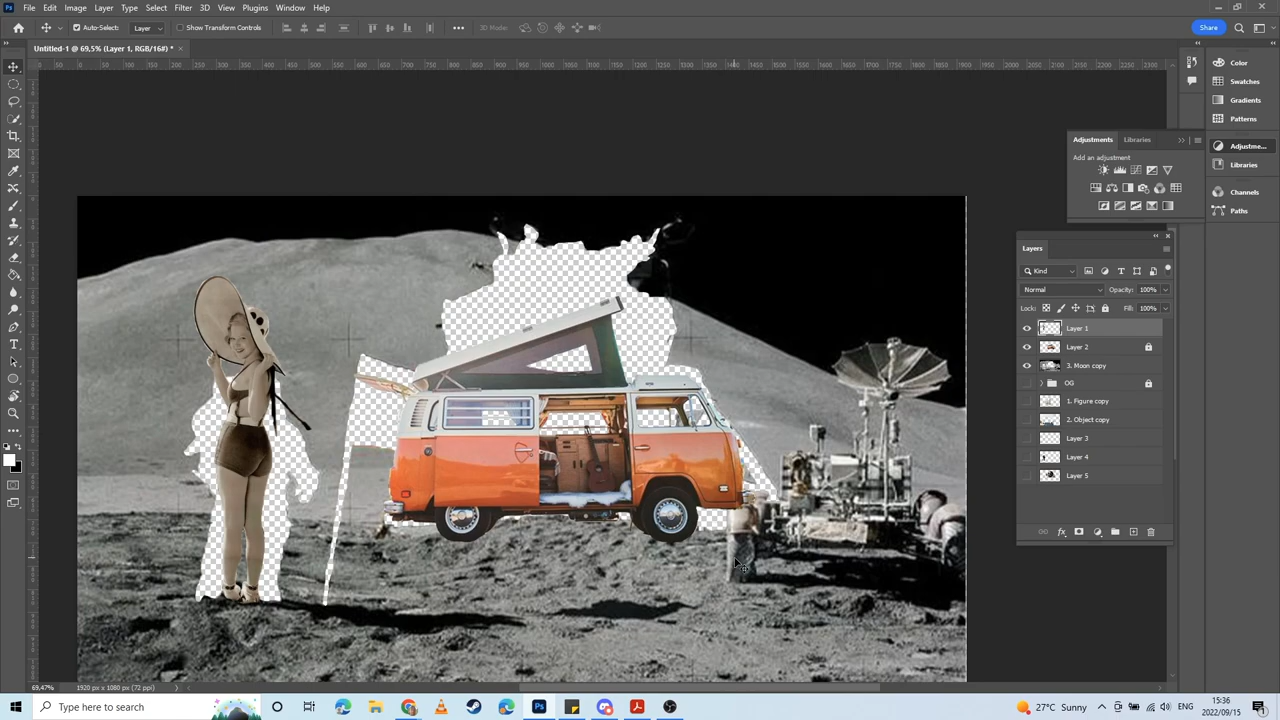 Ps File Edit Image Layer Type Select Filter 3D View Plugins Window Help
Auto-Select: Layer Show Transform Controls 3D Mode: Share
Untitled-1 @ 69,5% (Layer 1, RGB/16#) * ×
Color
Swatches
Gradients
Patterns
Adjustme...
Libraries
Channels
Paths
Adjustments Libraries
Add an adjustment
Layers
Kind
Normal Opacity: 100%
Lock: Fill: 100%
Layer 1
Layer 2
3. Moon copy
OG
1. Figure copy
2. Object copy
Layer 3
Layer 4
Layer 5
fx
69,47% 1920 px x 1080 px (72 ppi)
Type here to search
27°C Sunny
ENG
15:36
2022/09/15